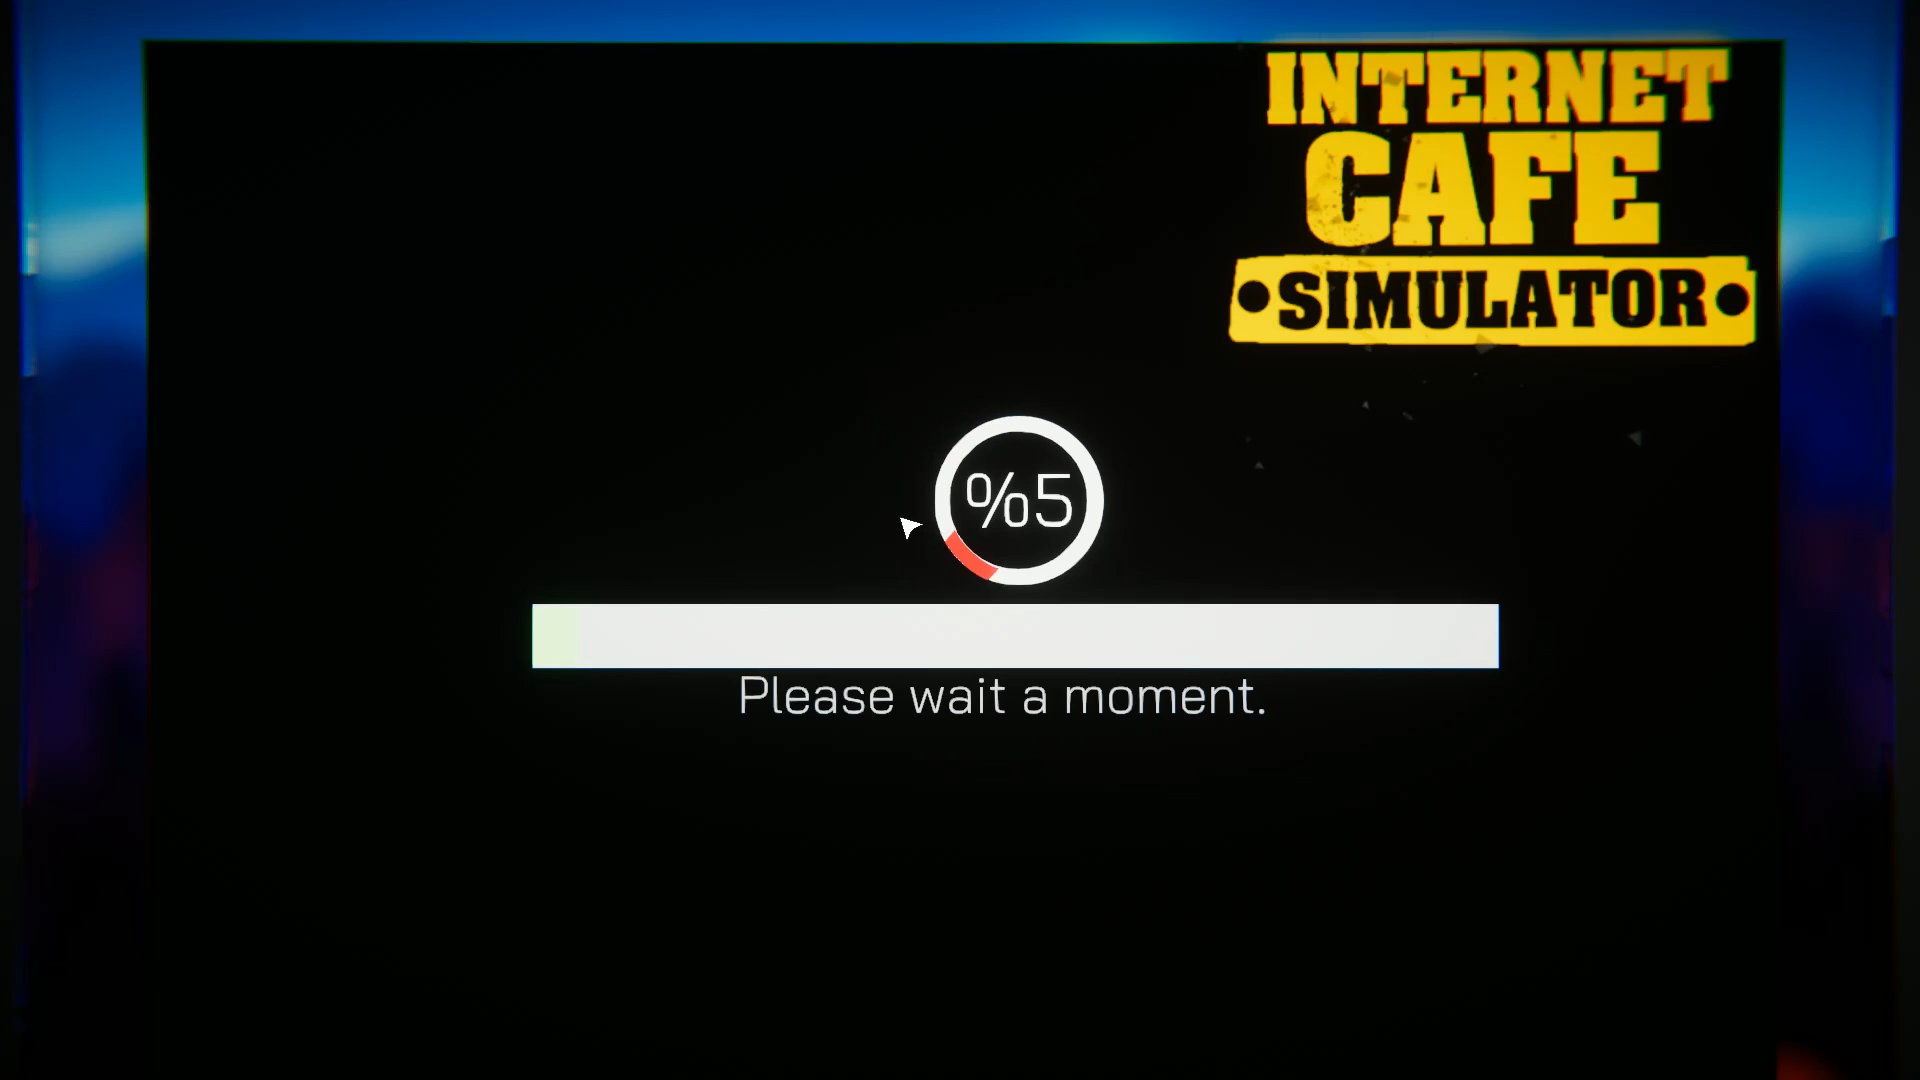 INTERNET
CAFE
SIMULATOR
%5
Please wait a moment.